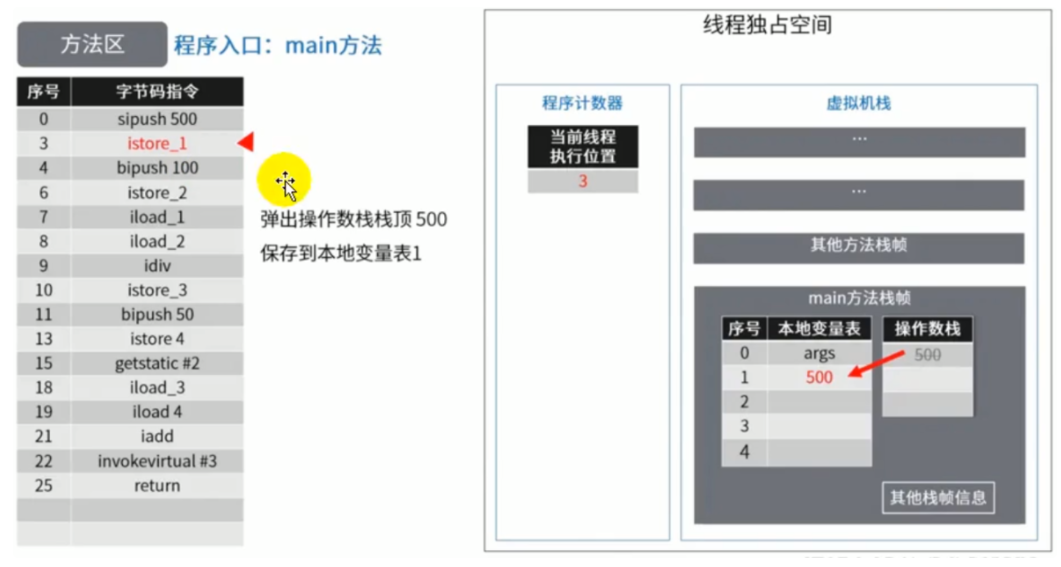 方法区 程序入口：main方法
序号 字节码指令
0 sipush 500
3 istore_1
4 bipush 100
6 istore_2
7 iload_1
8 iload_2
9 idiv
10 istore_3
11 bipush 50
13 istore 4
15 getstatic #2
18 iload_3
19 iload 4
21 iadd
22 invokevirtual #3
25 return
弹出操作数栈栈顶 500
保存到本地变量表1
线程独占空间
程序计数器
当前线程
执行位置
3
虚拟机栈
...
...
其他方法栈帧
main方法栈帧
序号 本地变量表 操作数栈
0 args 500
1 500
2
3
4
其他栈帧信息